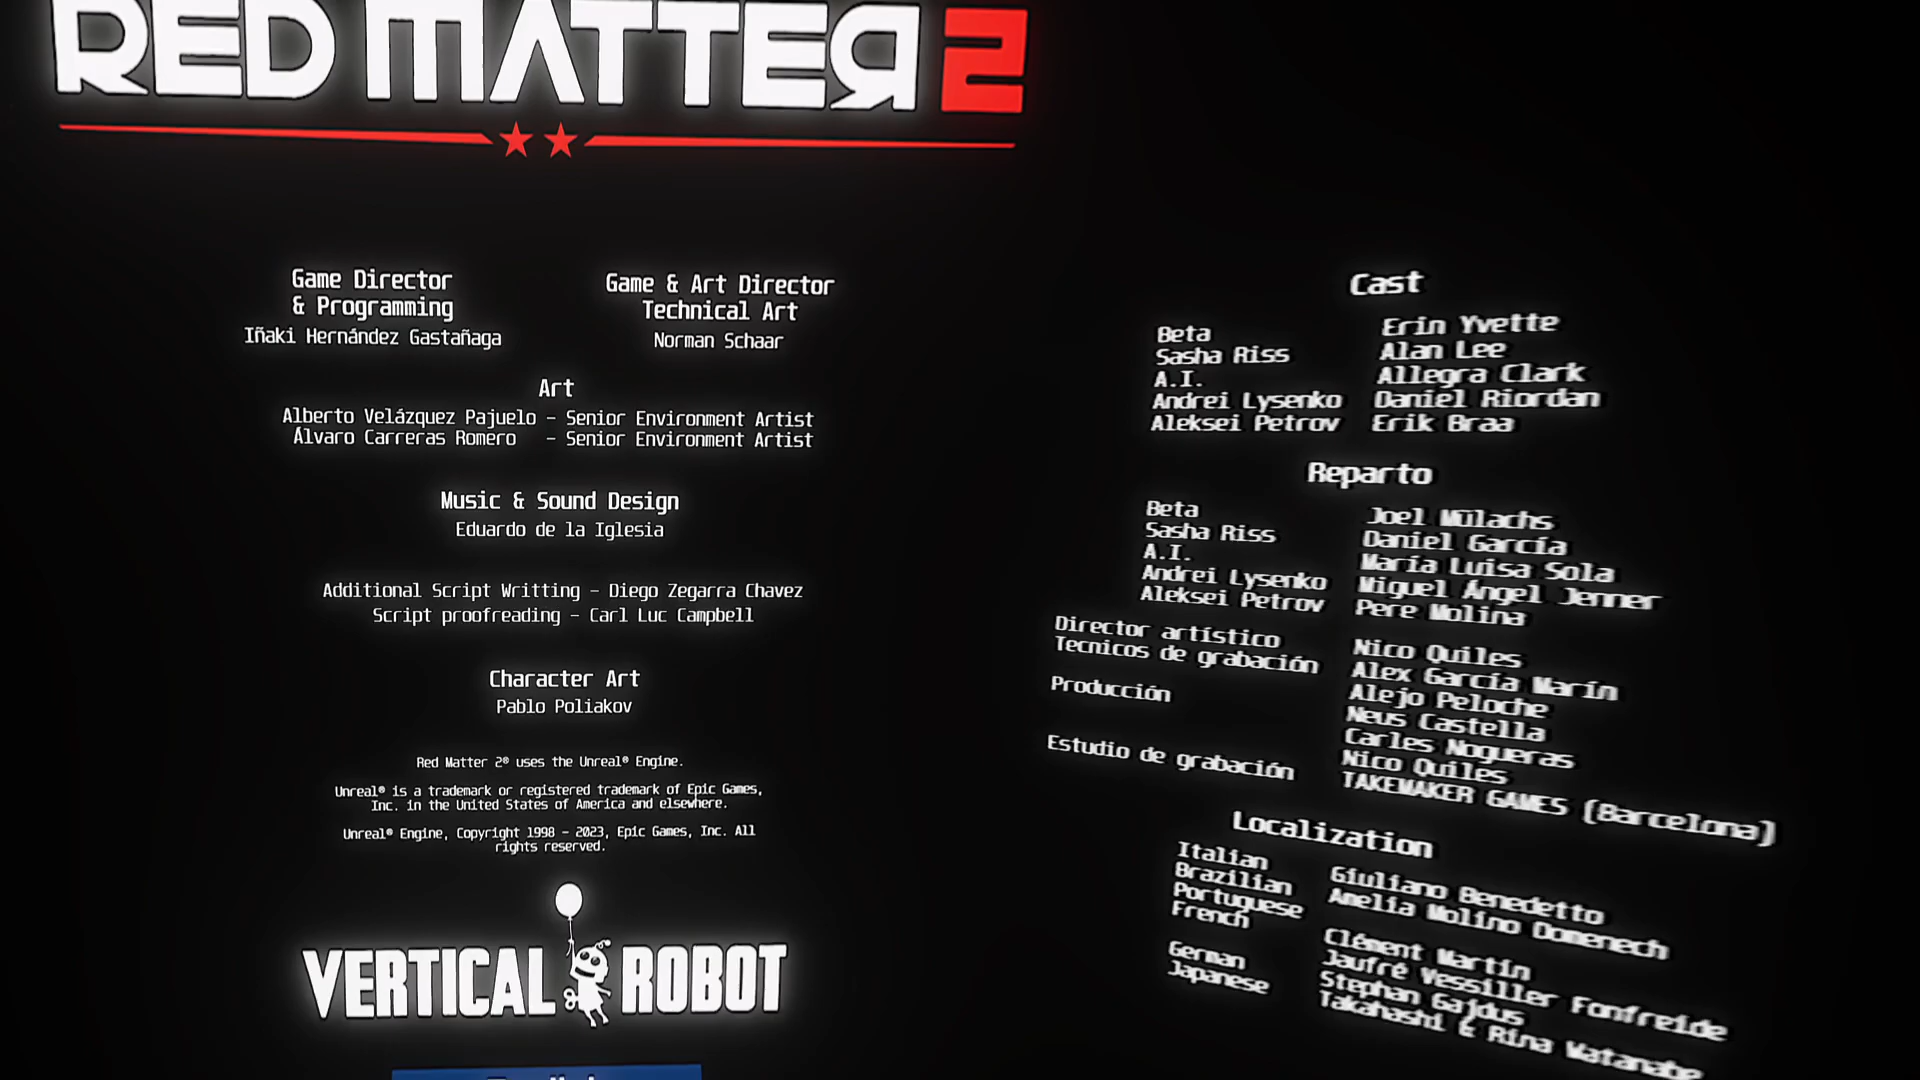 RED MATTER 2
Game Director
& Programming
Iñaki Hernández Gastañaga
Game & Art Director
Technical Art
Norman Schaar
Art
Alberto Velázquez Pajuelo - Senior Environment Artist
Álvaro Carreras Romero - Senior Environment Artist
Music & Sound Design
Eduardo de la Iglesia
Additional Script Writting - Diego Zegarra Chavez
Script proofreading - Carl Luc Campbell
Character Art
Pablo Poliakov
Red Matter 2® uses the Unreal® Engine.
Unreal® is a trademark or registered trademark of Epic Games,
Inc. in the United States of America and elsewhere.
Unreal® Engine, Copyright 1998 - 2023, Epic Games, Inc. All
rights reserved.
VERTICAL ROBOT
Cast
Beta Erin Yvette
Sasha Riss Alan Lee
A.I. Allegra Clark
Andrei Lysenko Daniel Riordan
Aleksei Petrov Erik Braa
Reparto
Beta Joel Mulachs
Sasha Riss Daniel García
A.I. María Luisa Sola
Andrei Lysenko Miguel Ángel Jenner
Aleksei Petrov Pere Molina
Director artístico Nico Quiles
Tecnicos de grabación Alex García Marín
Alejo Peloche
Producción Neus Castella
Carles Nogueras
Nico Quiles
Estudio de grabación TAKEMAKER GAMES (Barcelona)
Localization
Italian Giuliano Benedetto
Brazilian Amelia Molino Domenech
Portuguese
French Clément Martin
Jaufré Vessiller Fonfreide
German Stephan Gajdus
Japanese Takahashi & Rina Watanabe